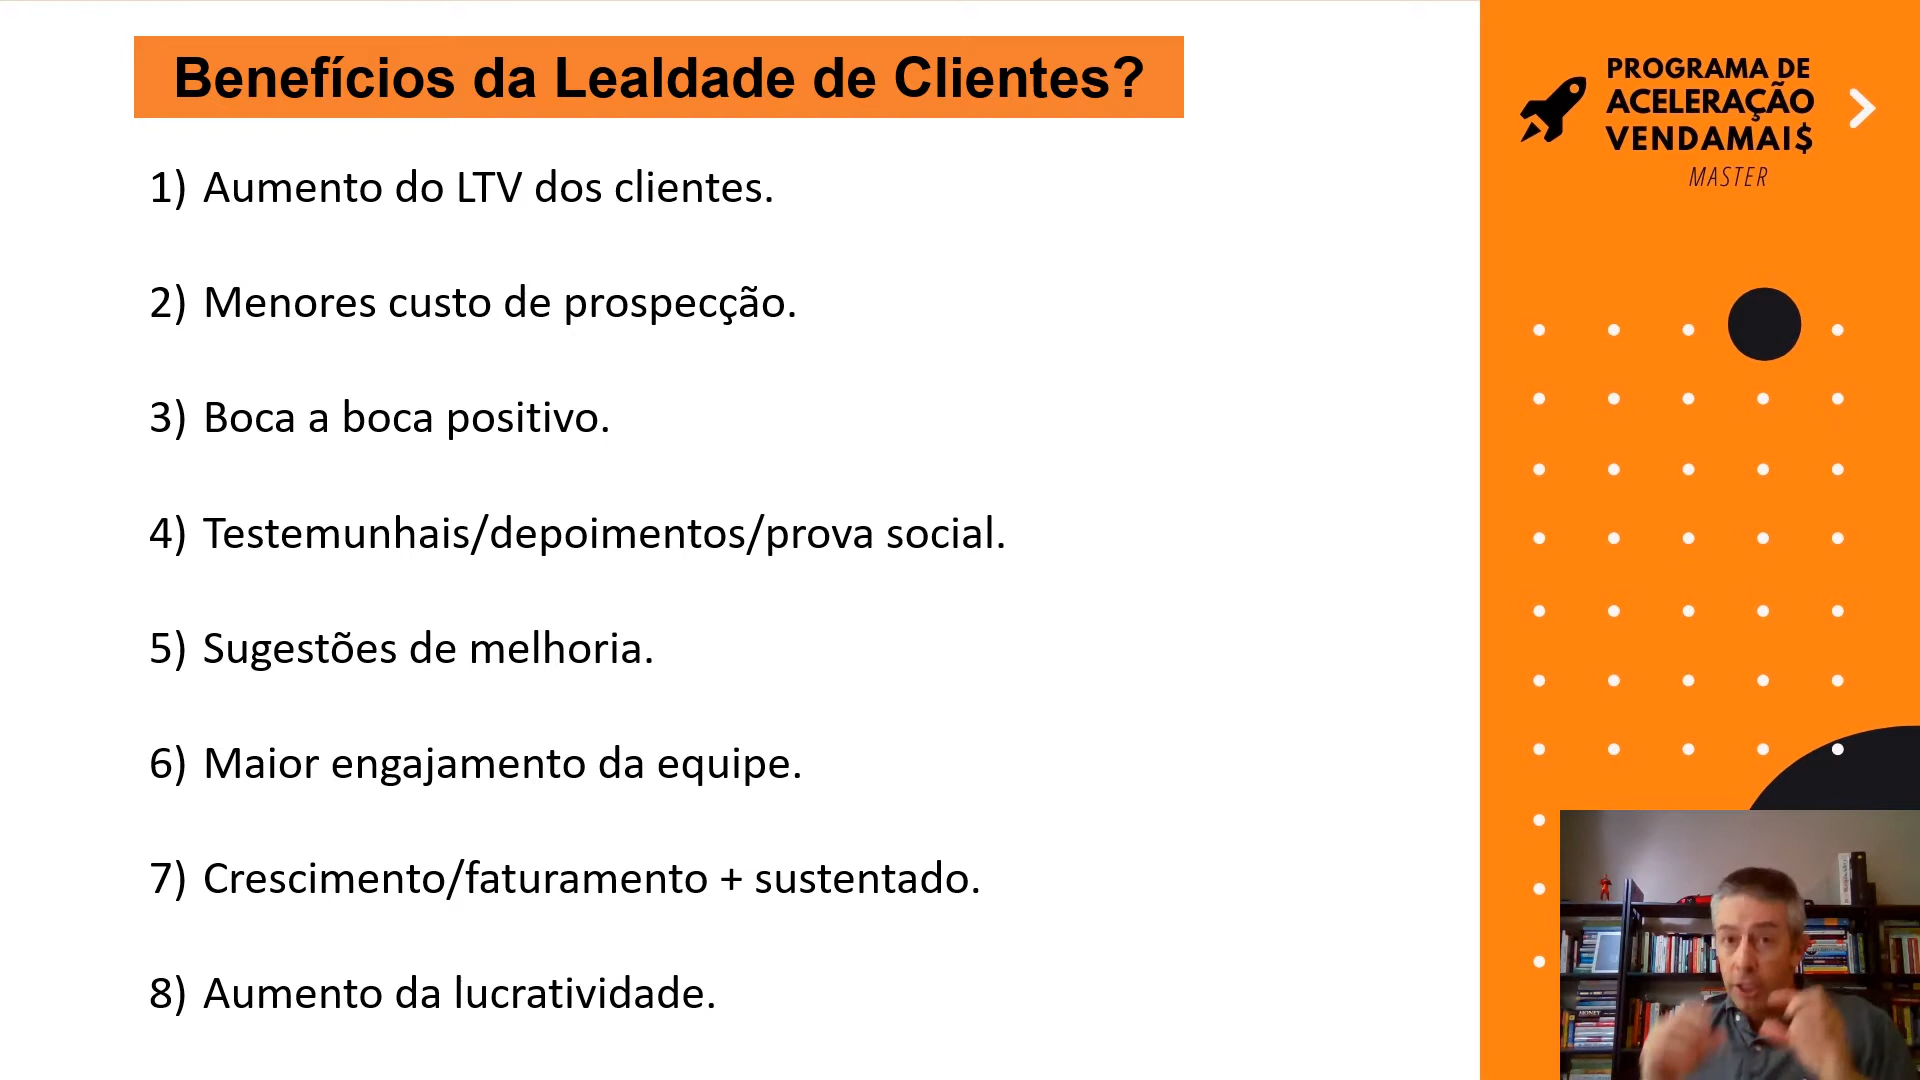 Benefícios da Lealdade de Clientes?
1) Aumento do LTV dos clientes.
2) Menores custo de prospecção.
3) Boca a boca positivo.
4) Testemunhais/depoimentos/prova social.
5) Sugestões de melhoria.
6) Maior engajamento da equipe.
7) Crescimento/faturamento + sustentado.
8) Aumento da lucratividade.
PROGRAMA DE
ACELERAÇÃO
VENDAMAI$
MASTER
MONEY